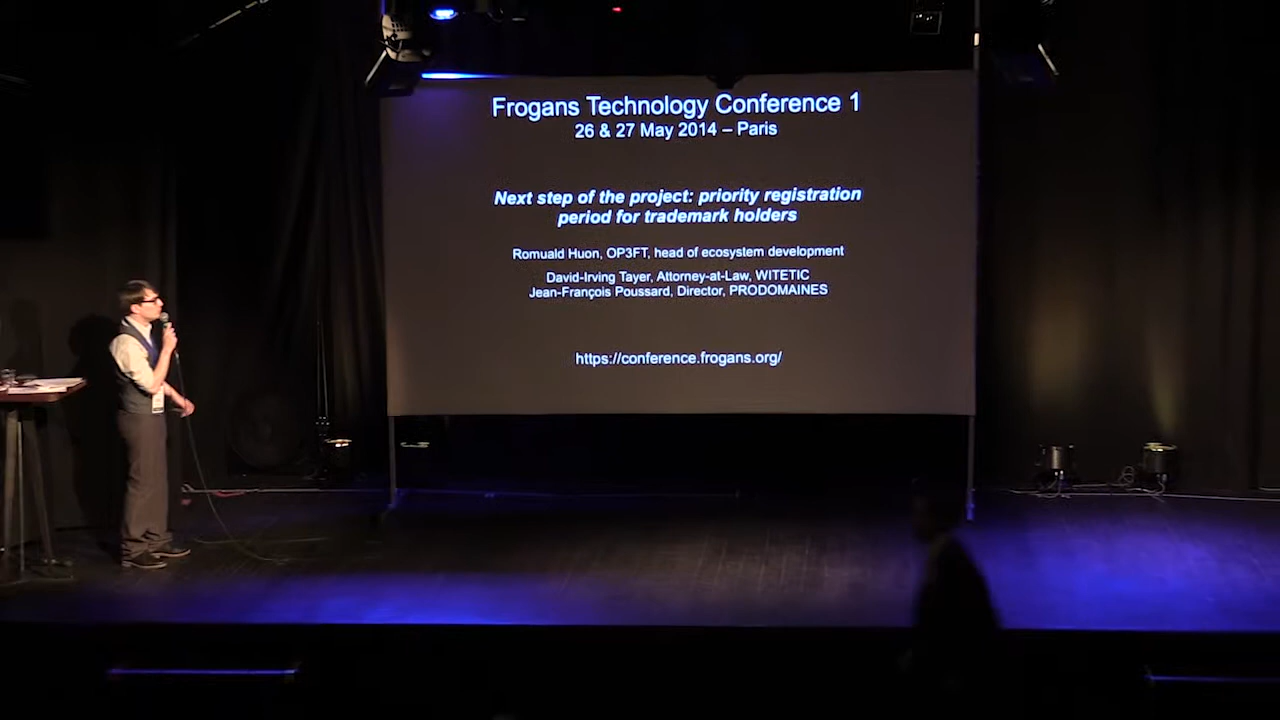 Frogans Technology Conference 1
26 & 27 May 2014 – Paris
Next step of the project: priority registration
period for trademark holders
Romuald Huon, OP3FT, head of ecosystem development
David-Irving Tayer, Attorney-at-Law, WITETIC
Jean-François Poussard, Director, PRODOMAINES
https://conference.frogans.org/